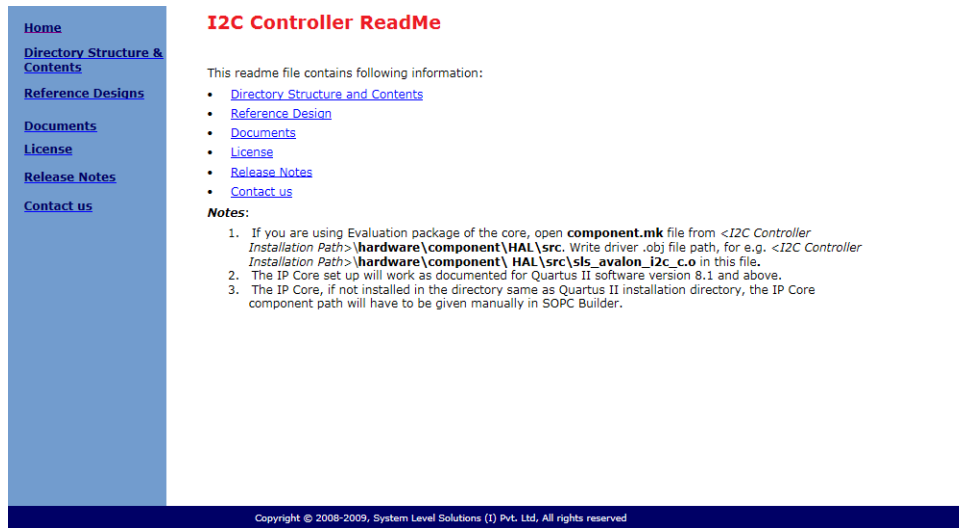 Home
Directory Structure &
Contents
Reference Designs
Documents
License
Release Notes
Contact us
I2C Controller ReadMe
This readme file contains following information:
• Directory Structure and Contents
• Reference Design
• Documents
• License
• Release Notes
• Contact us
Notes:
1. If you are using Evaluation package of the core, open component.mk file from <I2C Controller
Installation Path>\hardware\component\HAL\src. Write driver .obj file path, for e.g. <I2C Controller
Installation Path>\hardware\component\ HAL\src\sls_avalon_i2c_c.o in this file.
2. The IP Core set up will work as documented for Quartus II software version 8.1 and above.
3. The IP Core, if not installed in the directory same as Quartus II installation directory, the IP Core
component path will have to be given manually in SOPC Builder.
Copyright © 2008-2009, System Level Solutions (I) Pvt. Ltd, All rights reserved